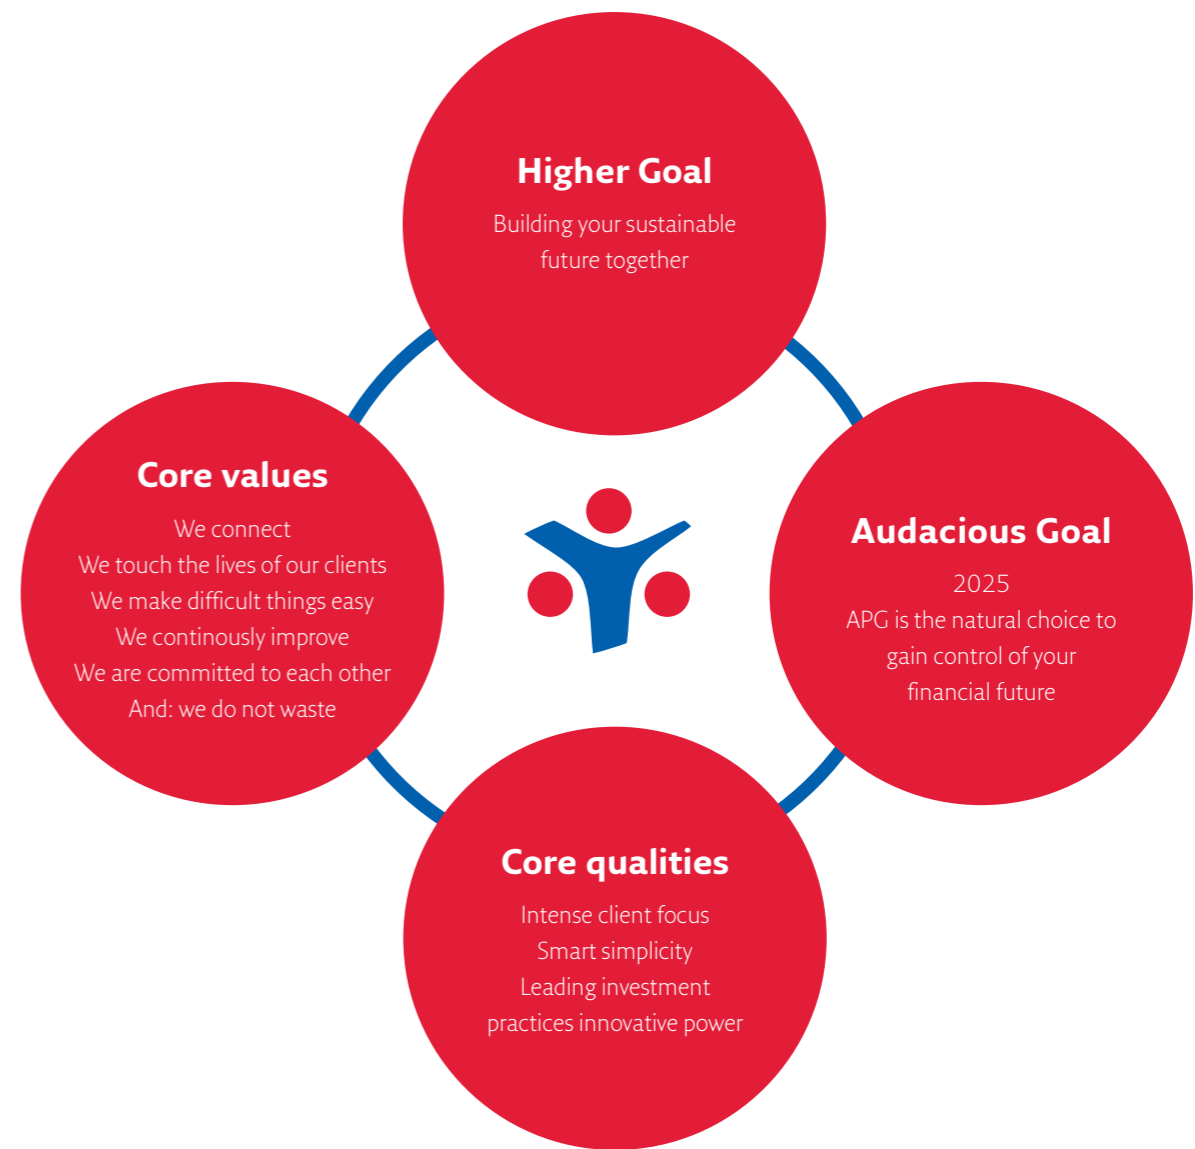 Higher Goal
Building your sustainable
future together
Core values
We connect
We touch the lives of our clients
We make difficult things easy
We continously improve
We are committed to each other
And: we do not waste
Audacious Goal
2025
APG is the natural choice to
gain control of your
financial future
Core qualities
Intense client focus
Smart simplicity
Leading investment
practices innovative power